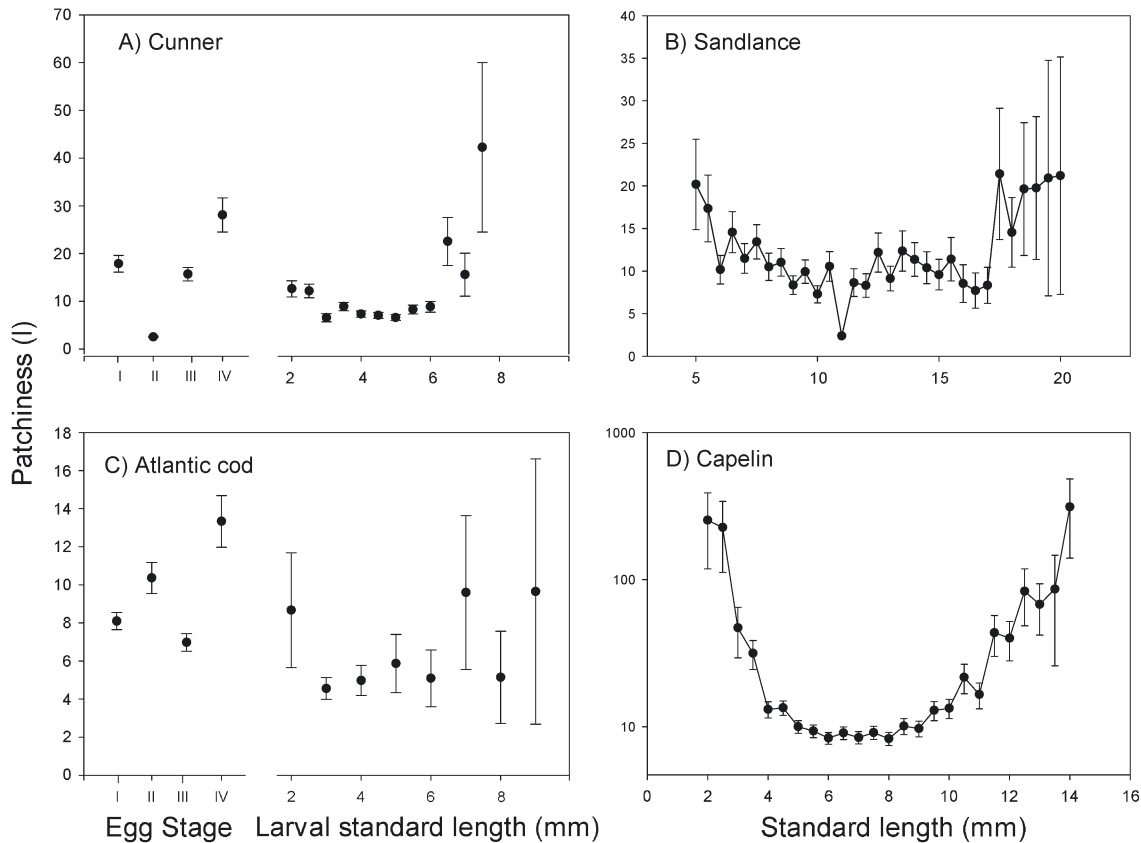 A) Cunner
70
60
50
40
30
20
10
0
I II III IV 2 4 6 8
B) Sandlance
40
35
30
25
20
15
10
5
0
5 10 15 20
Patchiness (I)
C) Atlantic cod
18
16
14
12
10
8
6
4
2
0
I II III IV 2 4 6 8
Egg Stage Larval standard length (mm)
D) Capelin
1000
100
10
0 2 4 6 8 10 12 14 16
Standard length (mm)